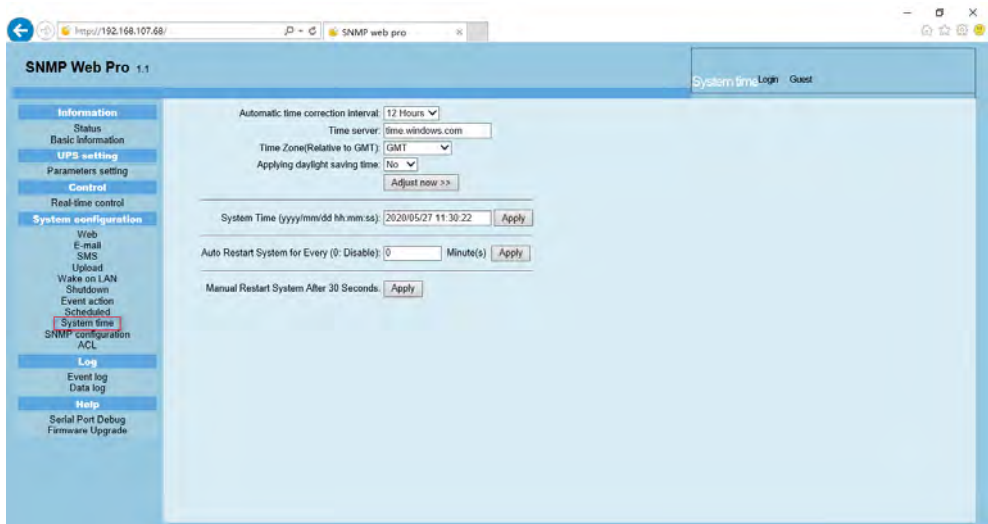 http://192.168.107.68/
SNMP web pro
SNMP Web Pro 1.1
System time Login Guest
Information
Status
Basic Information
UPS setting
Parameters setting
Control
Real-time control
System configuration
Web
E-mail
SMS
Upload
Wake on LAN
Shutdown
Event action
Scheduled
System time
SNMP configuration
ACL
Log
Event log
Data log
Help
Serial Port Debug
Firmware Upgrade
Automatic time correction interval: 12 Hours
Time server: time.windows.com
Time Zone(Relative to GMT): GMT
Applying daylight saving time: No
Adjust now >>
System Time (yyyy/mm/dd hh:mm:ss): 2020/05/27 11:30:22 Apply
Auto Restart System for Every (0: Disable): 0 Minute(s) Apply
Manual Restart System After 30 Seconds. Apply